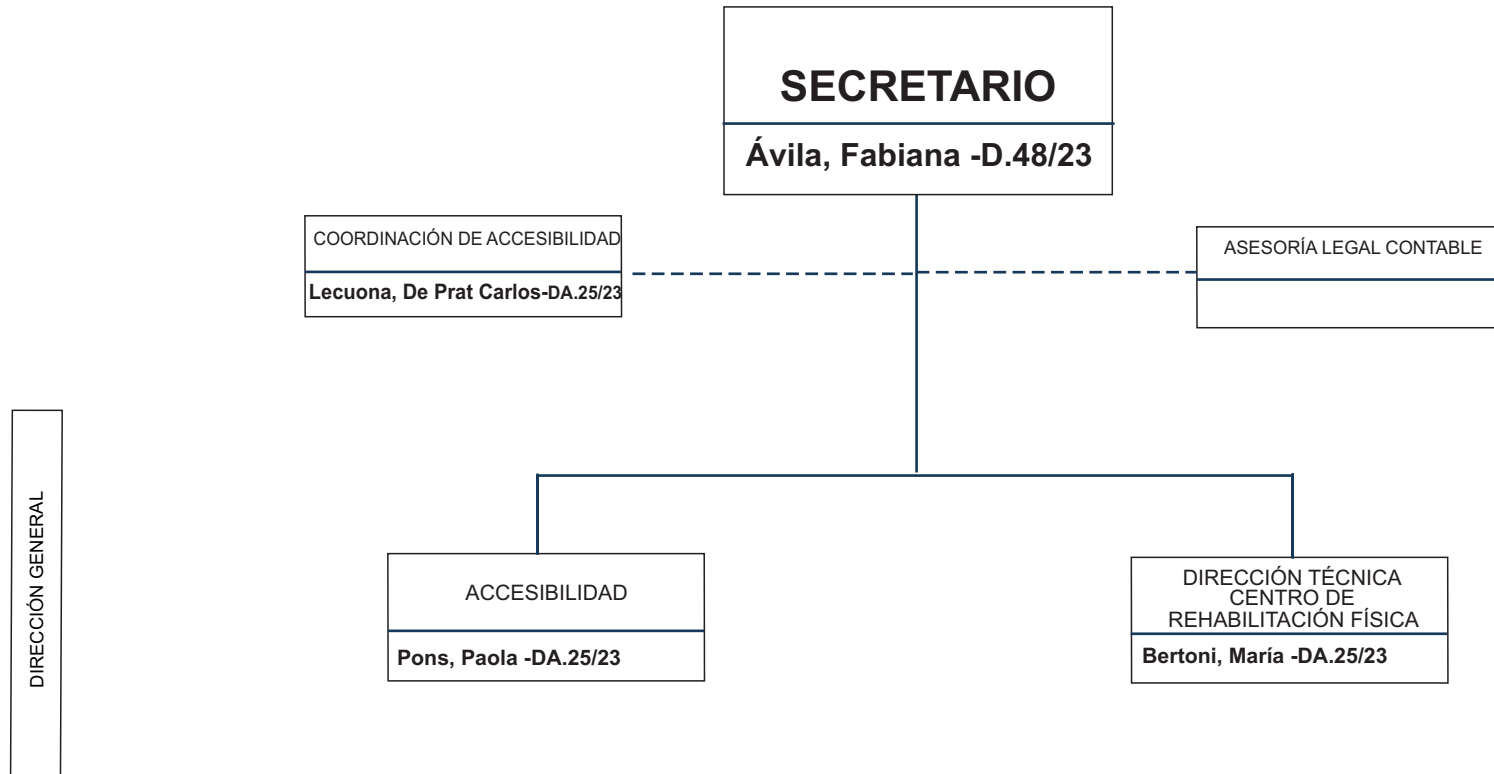 SECRETARIO
Ávila, Fabiana -D.48/23
COORDINACIÓN DE ACCESIBILIDAD
Lecuona, De Prat Carlos-DA.25/23
ASESORÍA LEGAL CONTABLE
DIRECCIÓN GENERAL
ACCESIBILIDAD
Pons, Paola -DA.25/23
DIRECCIÓN TÉCNICA
CENTRO DE
REHABILITACIÓN FÍSICA
Bertoni, María -DA.25/23